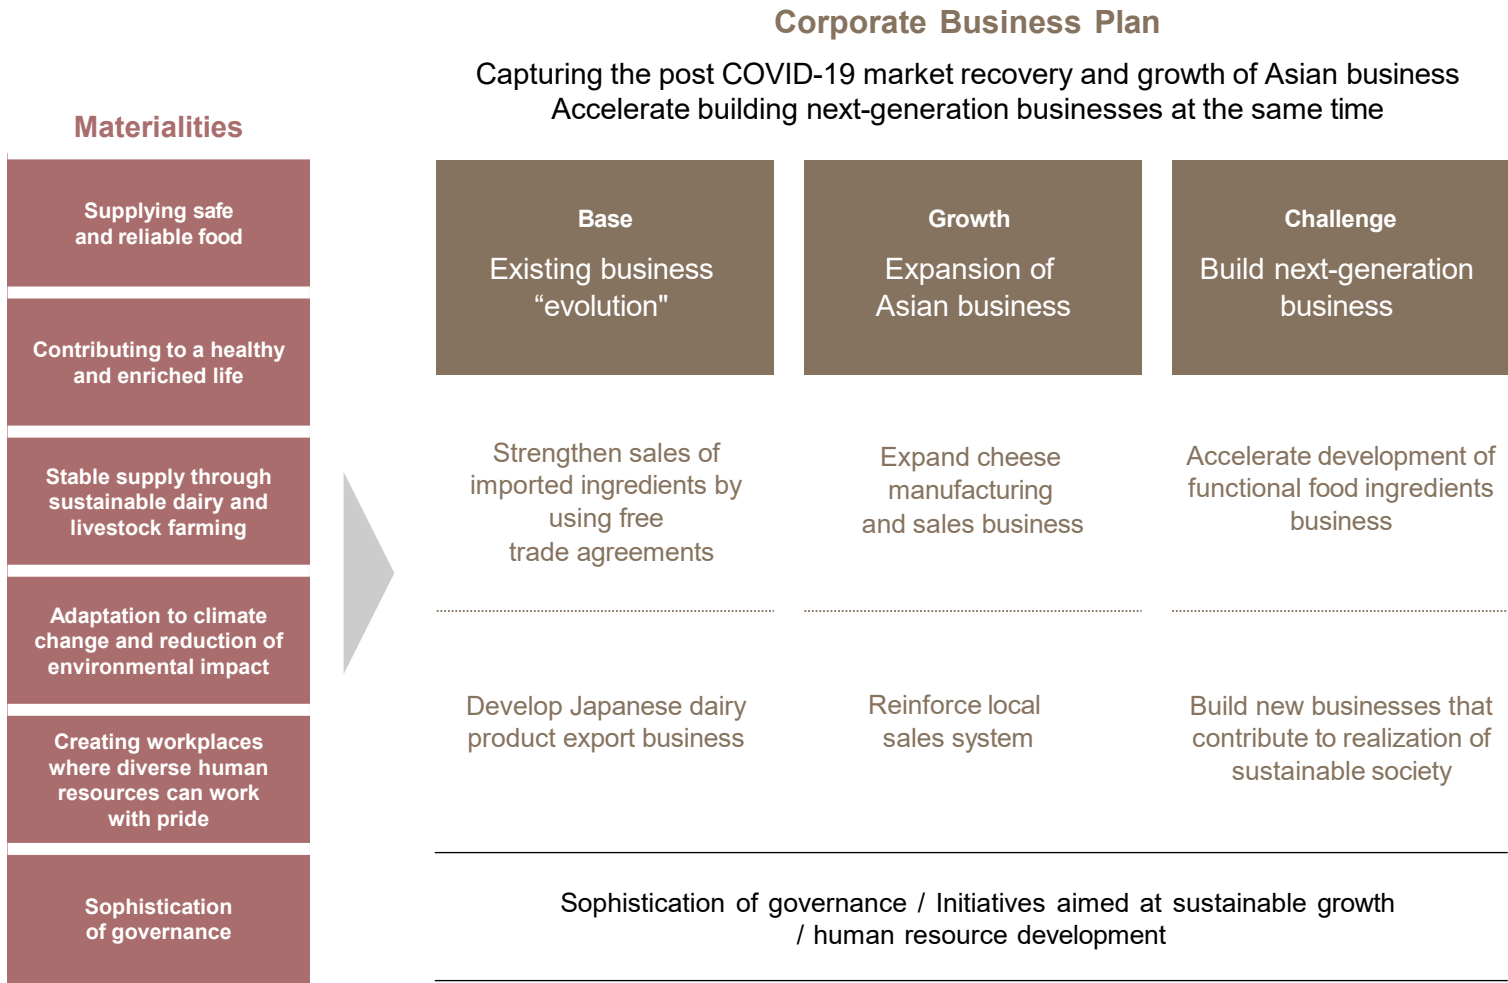 Corporate Business Plan
Capturing the post COVID-19 market recovery and growth of Asian business
Accelerate building next-generation businesses at the same time
Materialities
Supplying safe
and reliable food
Contributing to a healthy
and enriched life
Stable supply through
sustainable dairy and
livestock farming
Adaptation to climate
change and reduction of
environmental impact
Creating workplaces
where diverse human
resources can work
with pride
Sophistication
of governance
Base
Existing business
“evolution"
Strengthen sales of
imported ingredients by
using free
trade agreements
Develop Japanese dairy
product export business
Growth
Expansion of
Asian business
Expand cheese
manufacturing
and sales business
Reinforce local
sales system
Challenge
Build next-generation
business
Accelerate development of
functional food ingredients
business
Build new businesses that
contribute to realization of
sustainable society
Sophistication of governance / Initiatives aimed at sustainable growth
/ human resource development